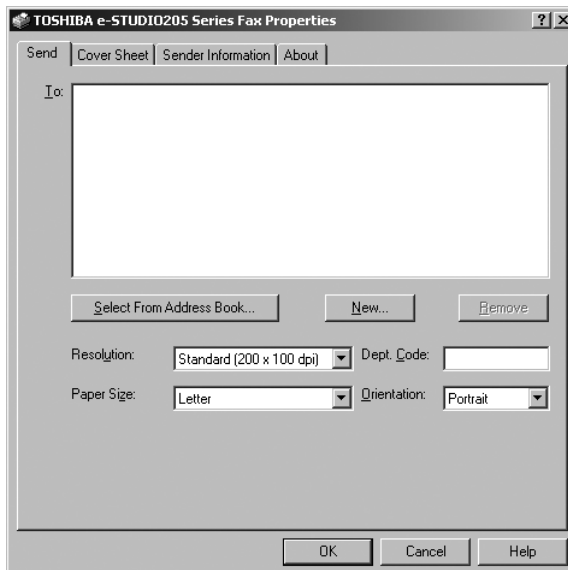 TOSHIBA e-STUDIO205 Series Fax Properties
Send Cover Sheet Sender Information About
To:
Select From Address Book... New... Remove
Resolution: Standard (200 x 100 dpi) Dept. Code:
Paper Size: Letter Orientation: Portrait
OK Cancel Help